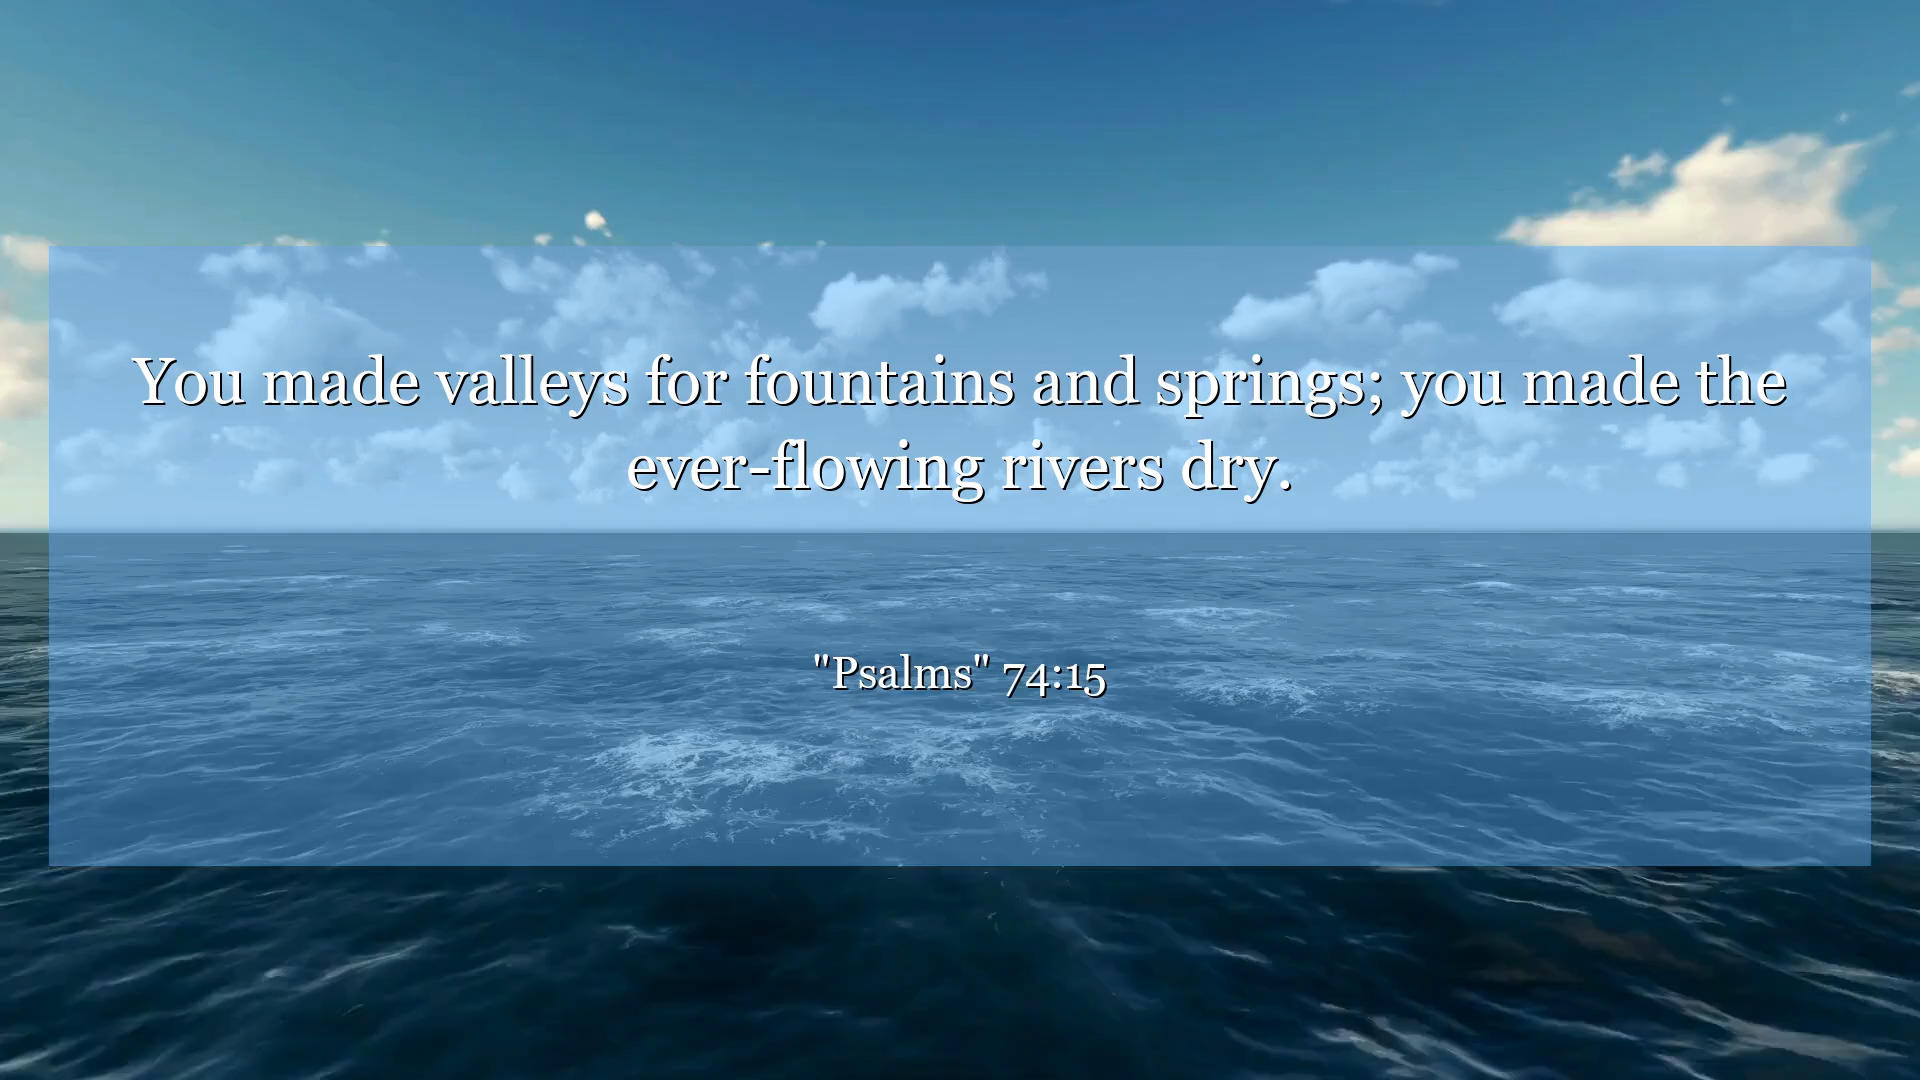 You made valleys for fountains and springs; you made the
ever-flowing rivers dry.
"Psalms" 74:15